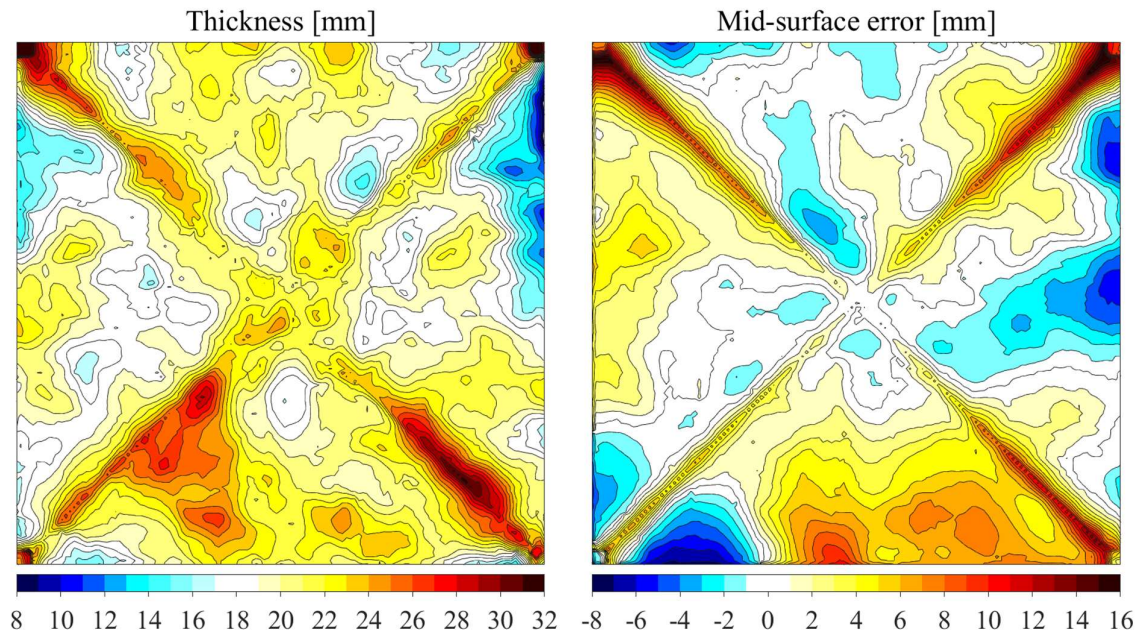 Thickness [mm]
Mid-surface error [mm]
8 10 12 14 16 18 20 22 24 26 28 30 32
-8 -6 -4 -2 0 2 4 6 8 10 12 14 16